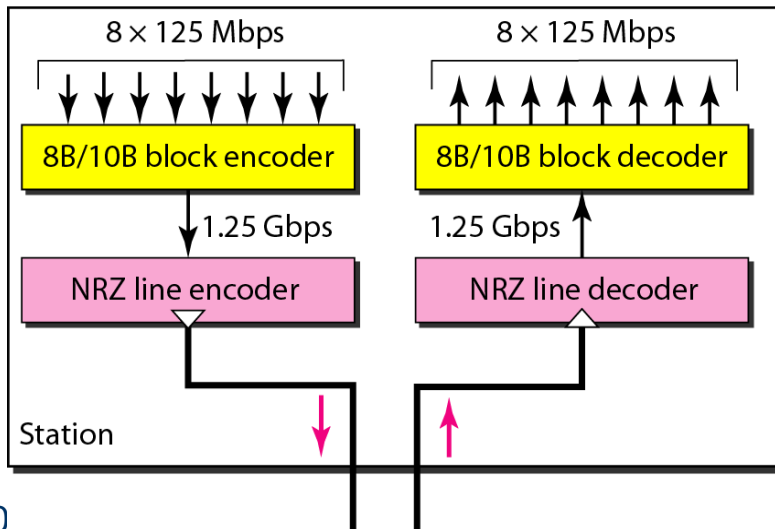 8 × 125 Mbps
8 × 125 Mbps
8B/10B block encoder
8B/10B block decoder
1.25 Gbps
1.25 Gbps
NRZ line encoder
NRZ line decoder
Station